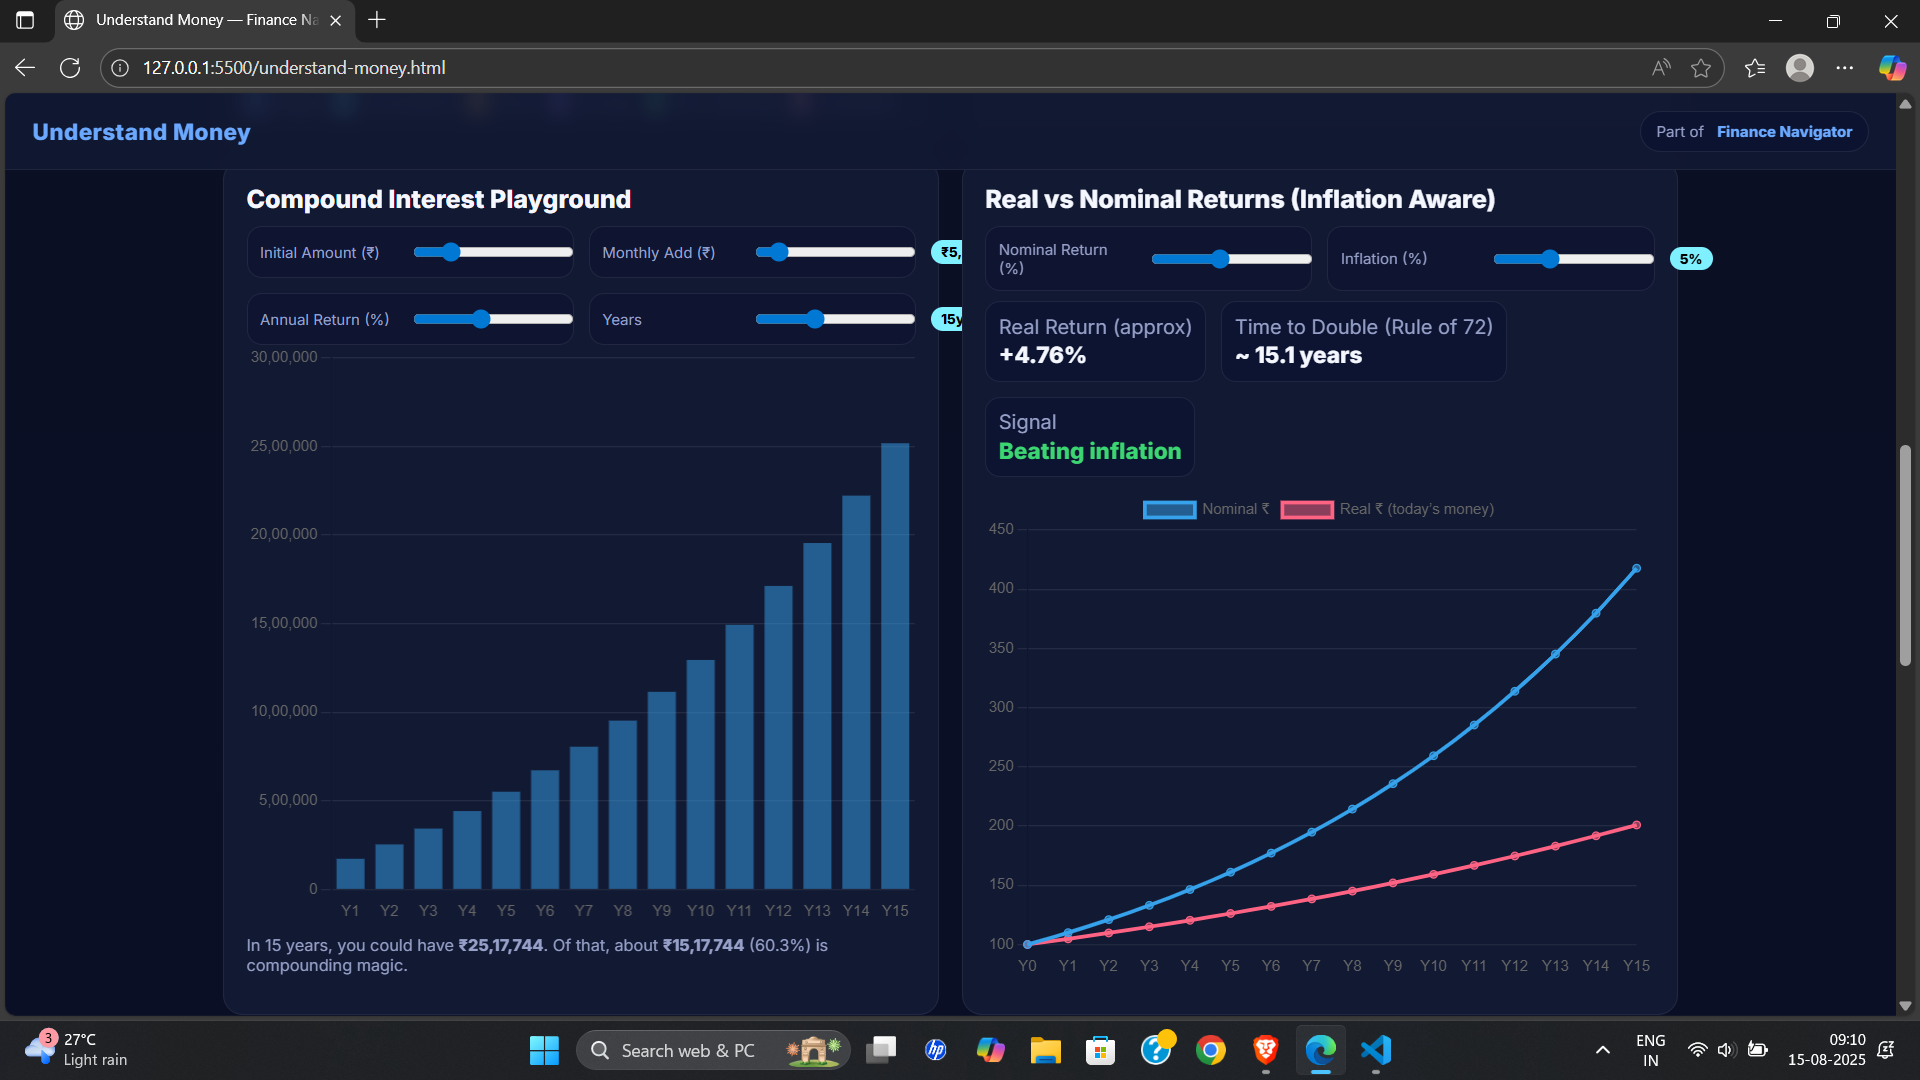 Understand Money — Finance Na
127.0.0.1:5500/understand-money.html
Understand Money
Part of Finance Navigator
Compound Interest Playground
Initial Amount (₹)
Monthly Add (₹)
₹5,
Annual Return (%)
Years
15y
30,00,000
25,00,000
20,00,000
15,00,000
10,00,000
5,00,000
0
Y1 Y2 Y3 Y4 Y5 Y6 Y7 Y8 Y9 Y10 Y11 Y12 Y13 Y14 Y15
In 15 years, you could have ₹25,17,744. Of that, about ₹15,17,744 (60.3%) is
compounding magic.
Real vs Nominal Returns (Inflation Aware)
Nominal Return
(%)
Inflation (%)
5%
Real Return (approx)
+4.76%
Time to Double (Rule of 72)
~ 15.1 years
Signal
Beating inflation
Nominal ₹ Real ₹ (today's money)
450
400
350
300
250
200
150
100
Y0 Y1 Y2 Y3 Y4 Y5 Y6 Y7 Y8 Y9 Y10 Y11 Y12 Y13 Y14 Y15
3
27°C
Light rain
Search web & PC
hp
ENG
IN
09:10
15-08-2025